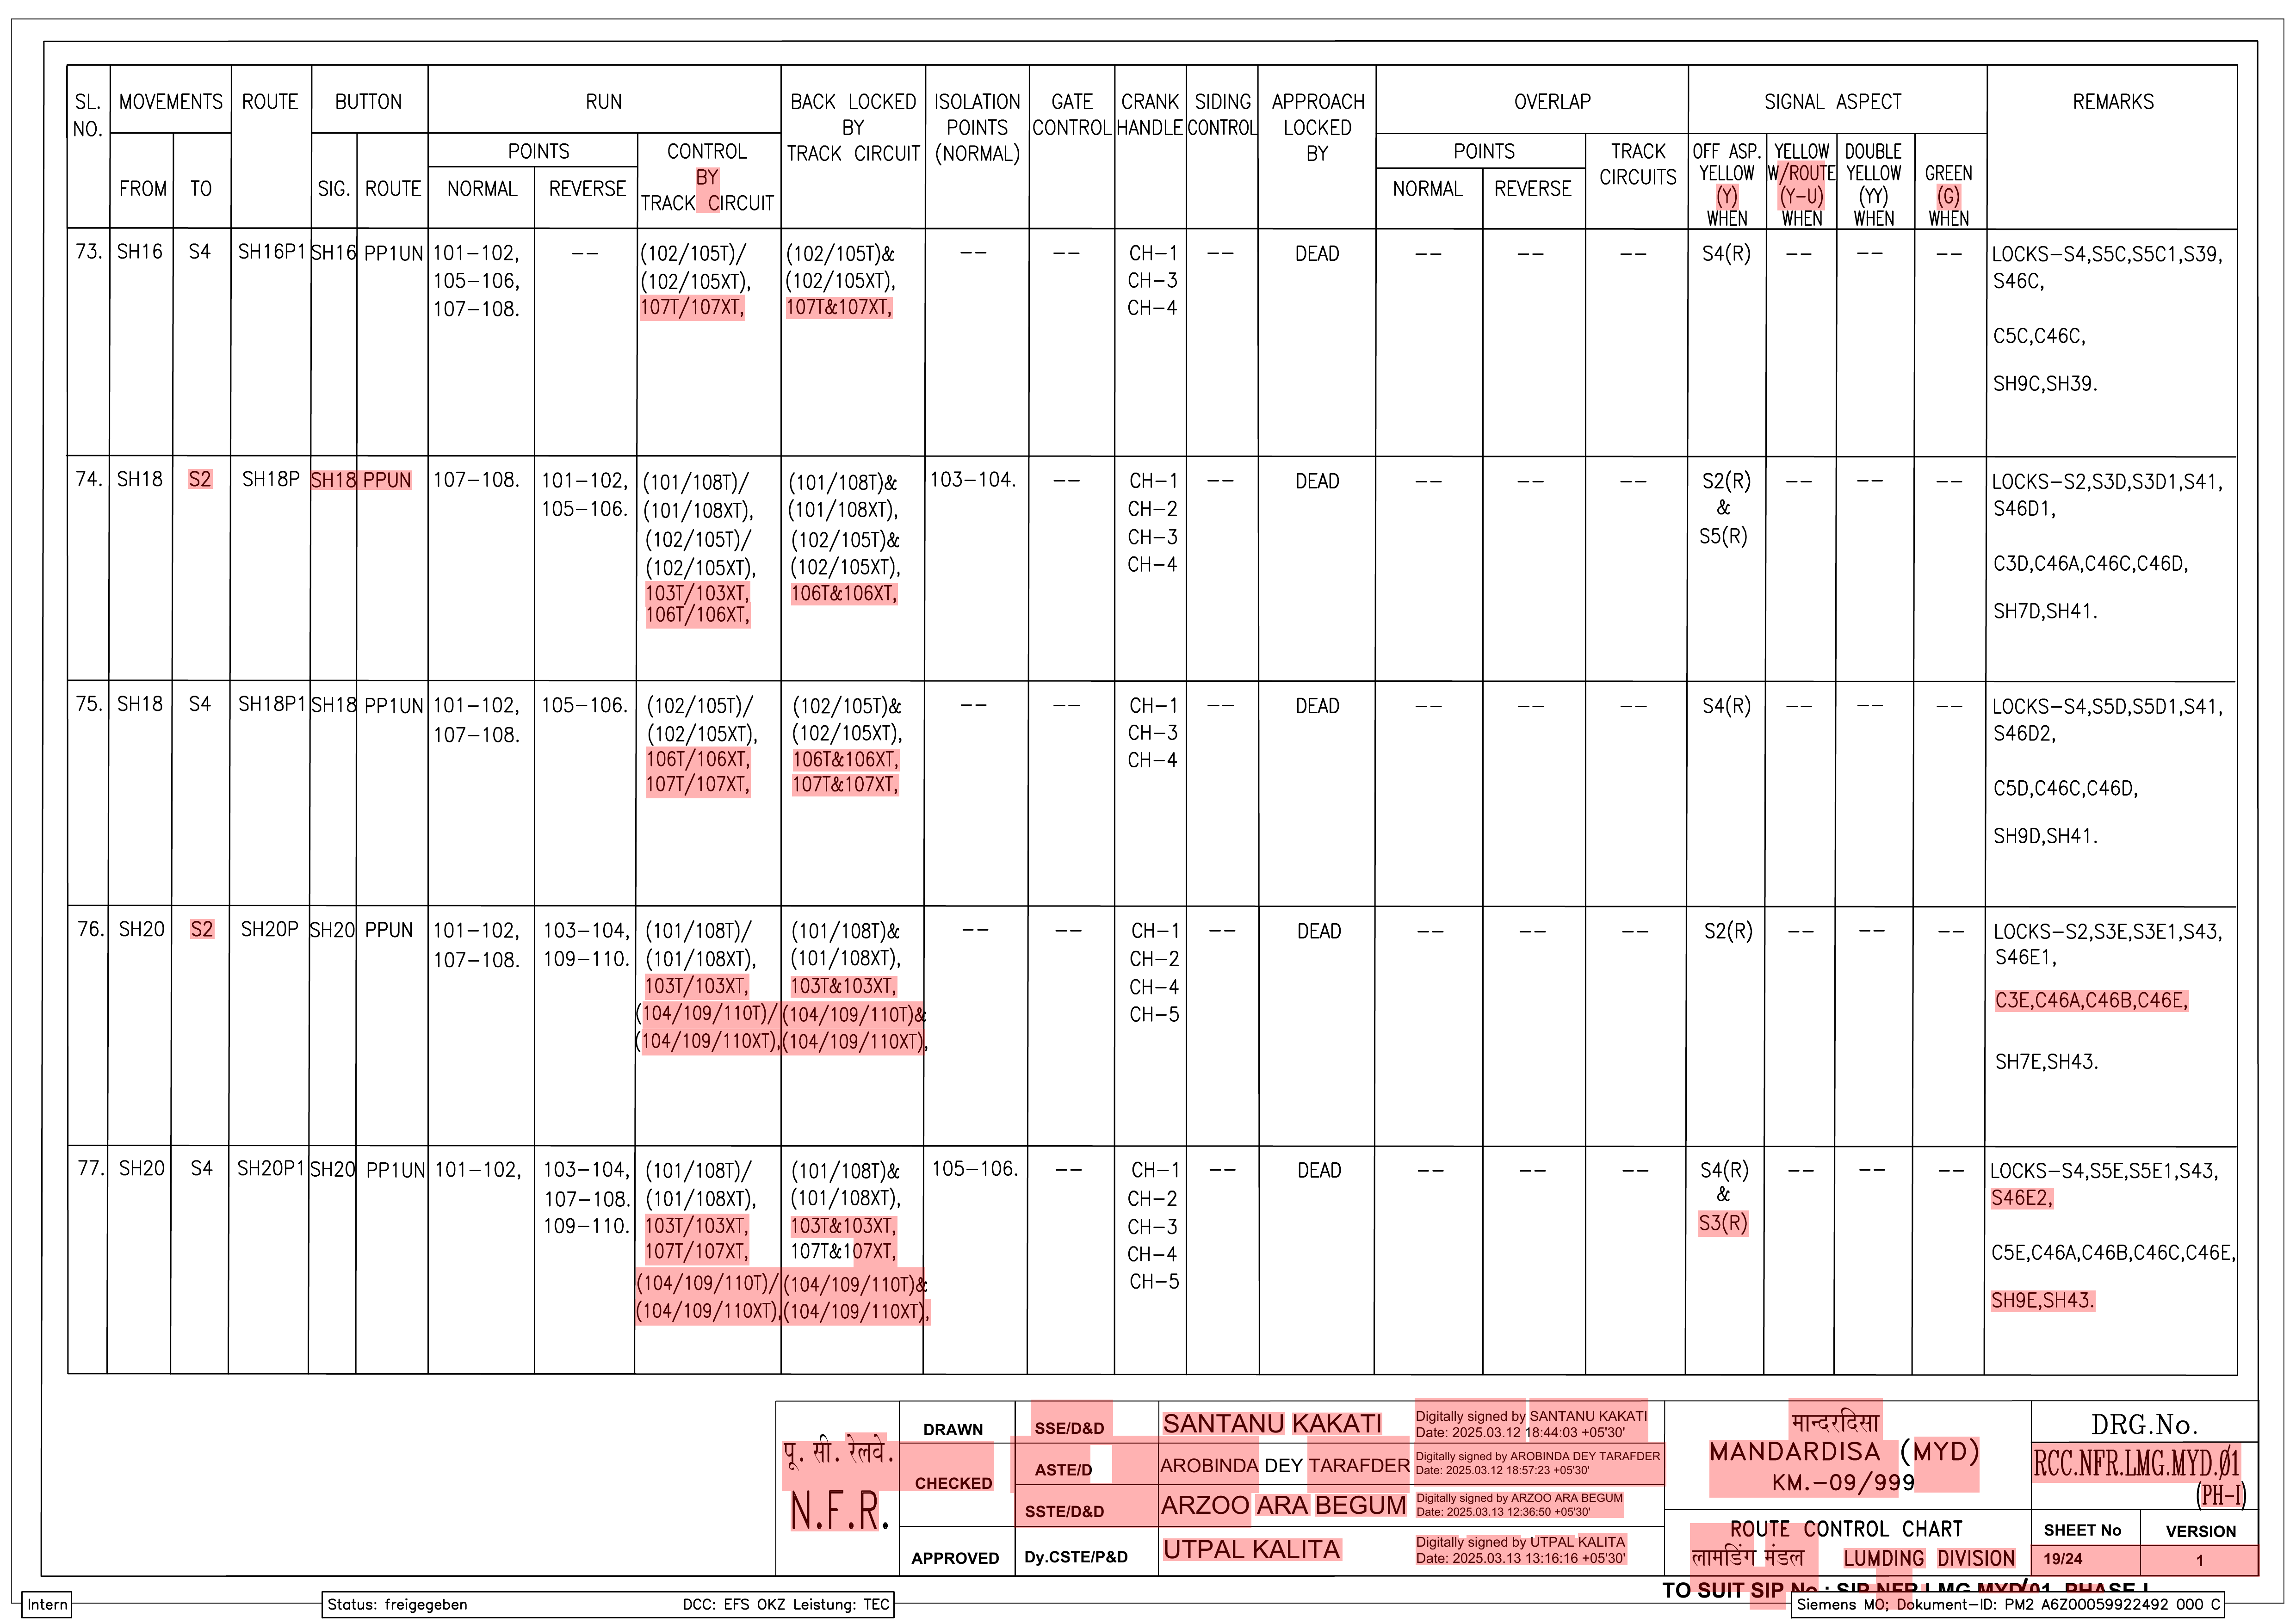 SL. NO. MOVEMENTS ROUTE BUTTON RUN BACK LOCKED BY TRACK CIRCUIT ISOLATION POINTS (NORMAL) GATE CONTROL CRANK HANDLE SIDING CONTROL APPROACH LOCKED BY OVERLAP SIGNAL ASPECT REMARKS
POINTS CONTROL BY TRACK CIRCUIT POINTS TRACK CIRCUITS OFF ASP. YELLOW (Y) WHEN YELLOW W/ROUTE (Y-U) WHEN DOUBLE YELLOW (YY) WHEN GREEN (G) WHEN
FROM TO SIG. ROUTE NORMAL REVERSE NORMAL REVERSE
73. SH16 S4 SH16P1 SH16 PP1UN 101-102, -- (102/105T)/ (102/105T)& -- -- CH-1 -- DEAD -- -- -- S4(R) -- -- -- LOCKS-S4,S5C,S5C1,S39,
105-106, (102/105XT), (102/105XT), CH-3 S46C,
107-108. 107T/107XT, 107T&107XT, CH-4
C5C,C46C,
SH9C,SH39.
74. SH18 S2 SH18P SH18 PPUN 107-108. 101-102, (101/108T)/ (101/108T)& 103-104. -- CH-1 -- DEAD -- -- -- S2(R) -- -- -- LOCKS-S2,S3D,S3D1,S41,
105-106. (101/108XT), (101/108XT), CH-2 & S46D1,
(102/105T)/ (102/105T)& CH-3 S5(R)
(102/105XT), (102/105XT), CH-4 C3D,C46A,C46C,C46D,
103T/103XT, 106T&106XT,
106T/106XT, SH7D,SH41.
75. SH18 S4 SH18P1 SH18 PP1UN 101-102, 105-106. (102/105T)/ (102/105T)& -- -- CH-1 -- DEAD -- -- -- S4(R) -- -- -- LOCKS-S4,S5D,S5D1,S41,
107-108. (102/105XT), (102/105XT), CH-3 S46D2,
106T/106XT, 106T&106XT, CH-4
107T/107XT, 107T&107XT, C5D,C46C,C46D,
SH9D,SH41.
76. SH20 S2 SH20P SH20 PPUN 101-102, 103-104, (101/108T)/ (101/108T)& -- -- CH-1 -- DEAD -- -- -- S2(R) -- -- -- LOCKS-S2,S3E,S3E1,S43,
107-108. 109-110. (101/108XT), (101/108XT), CH-2 S46E1,
103T/103XT, 103T&103XT, CH-4 C3E,C46A,C46B,C46E,
(104/109/110T)/ (104/109/110T)& CH-5
(104/109/110XT), (104/109/110XT),
SH7E,SH43.
77. SH20 S4 SH20P1 SH20 PP1UN 101-102, 103-104, (101/108T)/ (101/108T)& 105-106. -- CH-1 -- DEAD -- -- -- S4(R) -- -- -- LOCKS-S4,S5E,S5E1,S43,
107-108. (101/108XT), (101/108XT), CH-2 & S46E2,
109-110. 103T/103XT, 103T&103XT, CH-3 S3(R)
107T/107XT, 107T&107XT, CH-4 C5E,C46A,C46B,C46C,C46E,
(104/109/110T)/ (104/109/110T)& CH-5
(104/109/110XT), (104/109/110XT), SH9E,SH43.
पू. सी. रेलवे.
N.F.R.
DRAWN SSE/D&D SANTANU KAKATI Digitally signed by SANTANU KAKATI
Date: 2025.03.12 18:44:03 +05'30'
CHECKED ASTE/D AROBINDA DEY TARAFDER Digitally signed by AROBINDA DEY TARAFDER
Date: 2025.03.12 18:57:23 +05'30'
SSTE/D&D ARZOO ARA BEGUM Digitally signed by ARZOO ARA BEGUM
Date: 2025.03.13 12:36:50 +05'30'
APPROVED Dy.CSTE/P&D UTPAL KALITA Digitally signed by UTPAL KALITA
Date: 2025.03.13 13:16:16 +05'30'
मान्दरदिसा
MANDARDISA (MYD)
KM.-09/999
ROUTE CONTROL CHART
लामडिंग मंडल LUMDING DIVISION
DRG.No.
RCC.NFR.LMG.MYD.Ø1
(PH-I)
SHEET No VERSION
19/24 1
TO SUIT SIP No.: SIP.NFR.LMG.MYD/01, PHASE-I
Intern
Status: freigegeben DCC: EFS OKZ Leistung: TEC
Siemens MO; Dokument-ID: PM2 A6Z00059922492 000 C